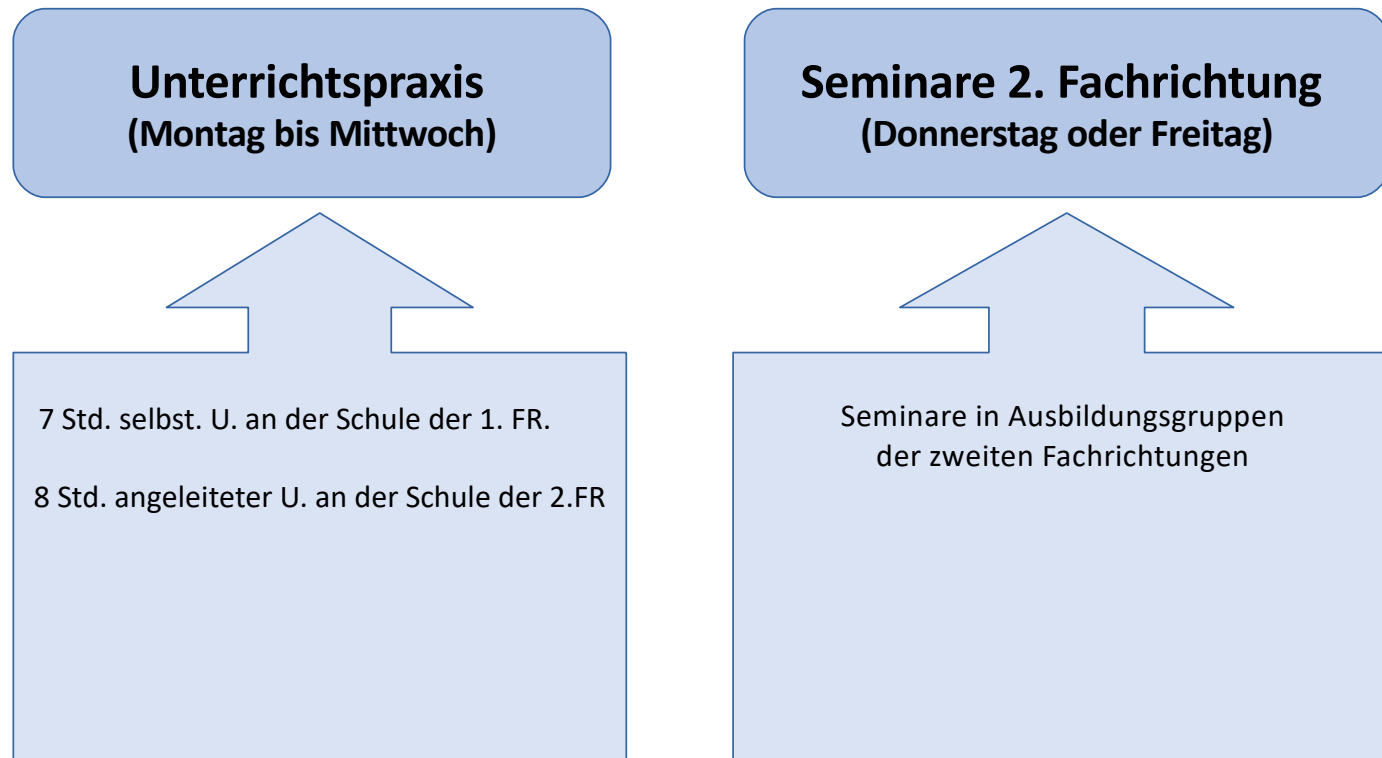 Unterrichtspraxis
(Montag bis Mittwoch)
7 Std. selbst. U. an der Schule der 1. FR.
8 Std. angeleiteter U. an der Schule der 2.FR
Seminare 2. Fachrichtung
(Donnerstag oder Freitag)
Seminare in Ausbildungsgruppen
der zweiten Fachrichtungen